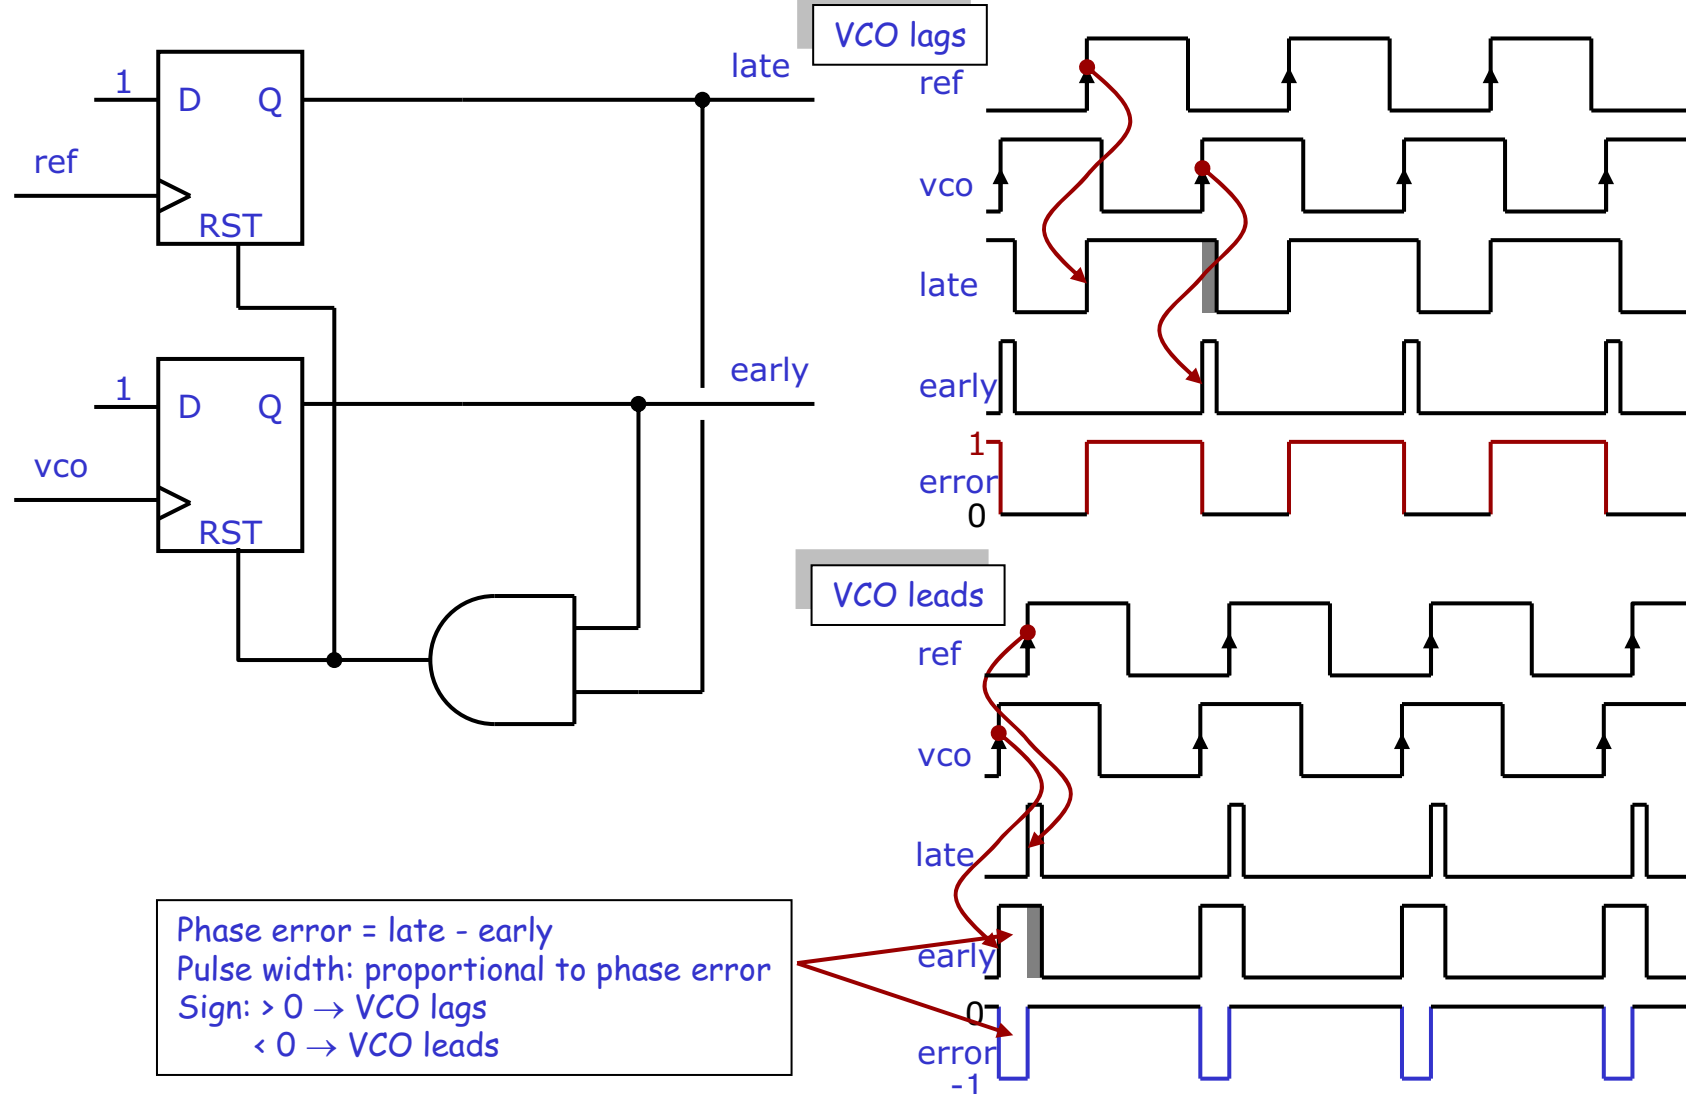 1
D
Q
late
ref
RST
1
D
Q
early
vco
RST
Phase error = late - early
Pulse width: proportional to phase error
Sign: > 0 → VCO lags
< 0 → VCO leads
VCO lags
ref
vco
late
early
1
error
0
VCO leads
ref
vco
late
early
0
error
-1